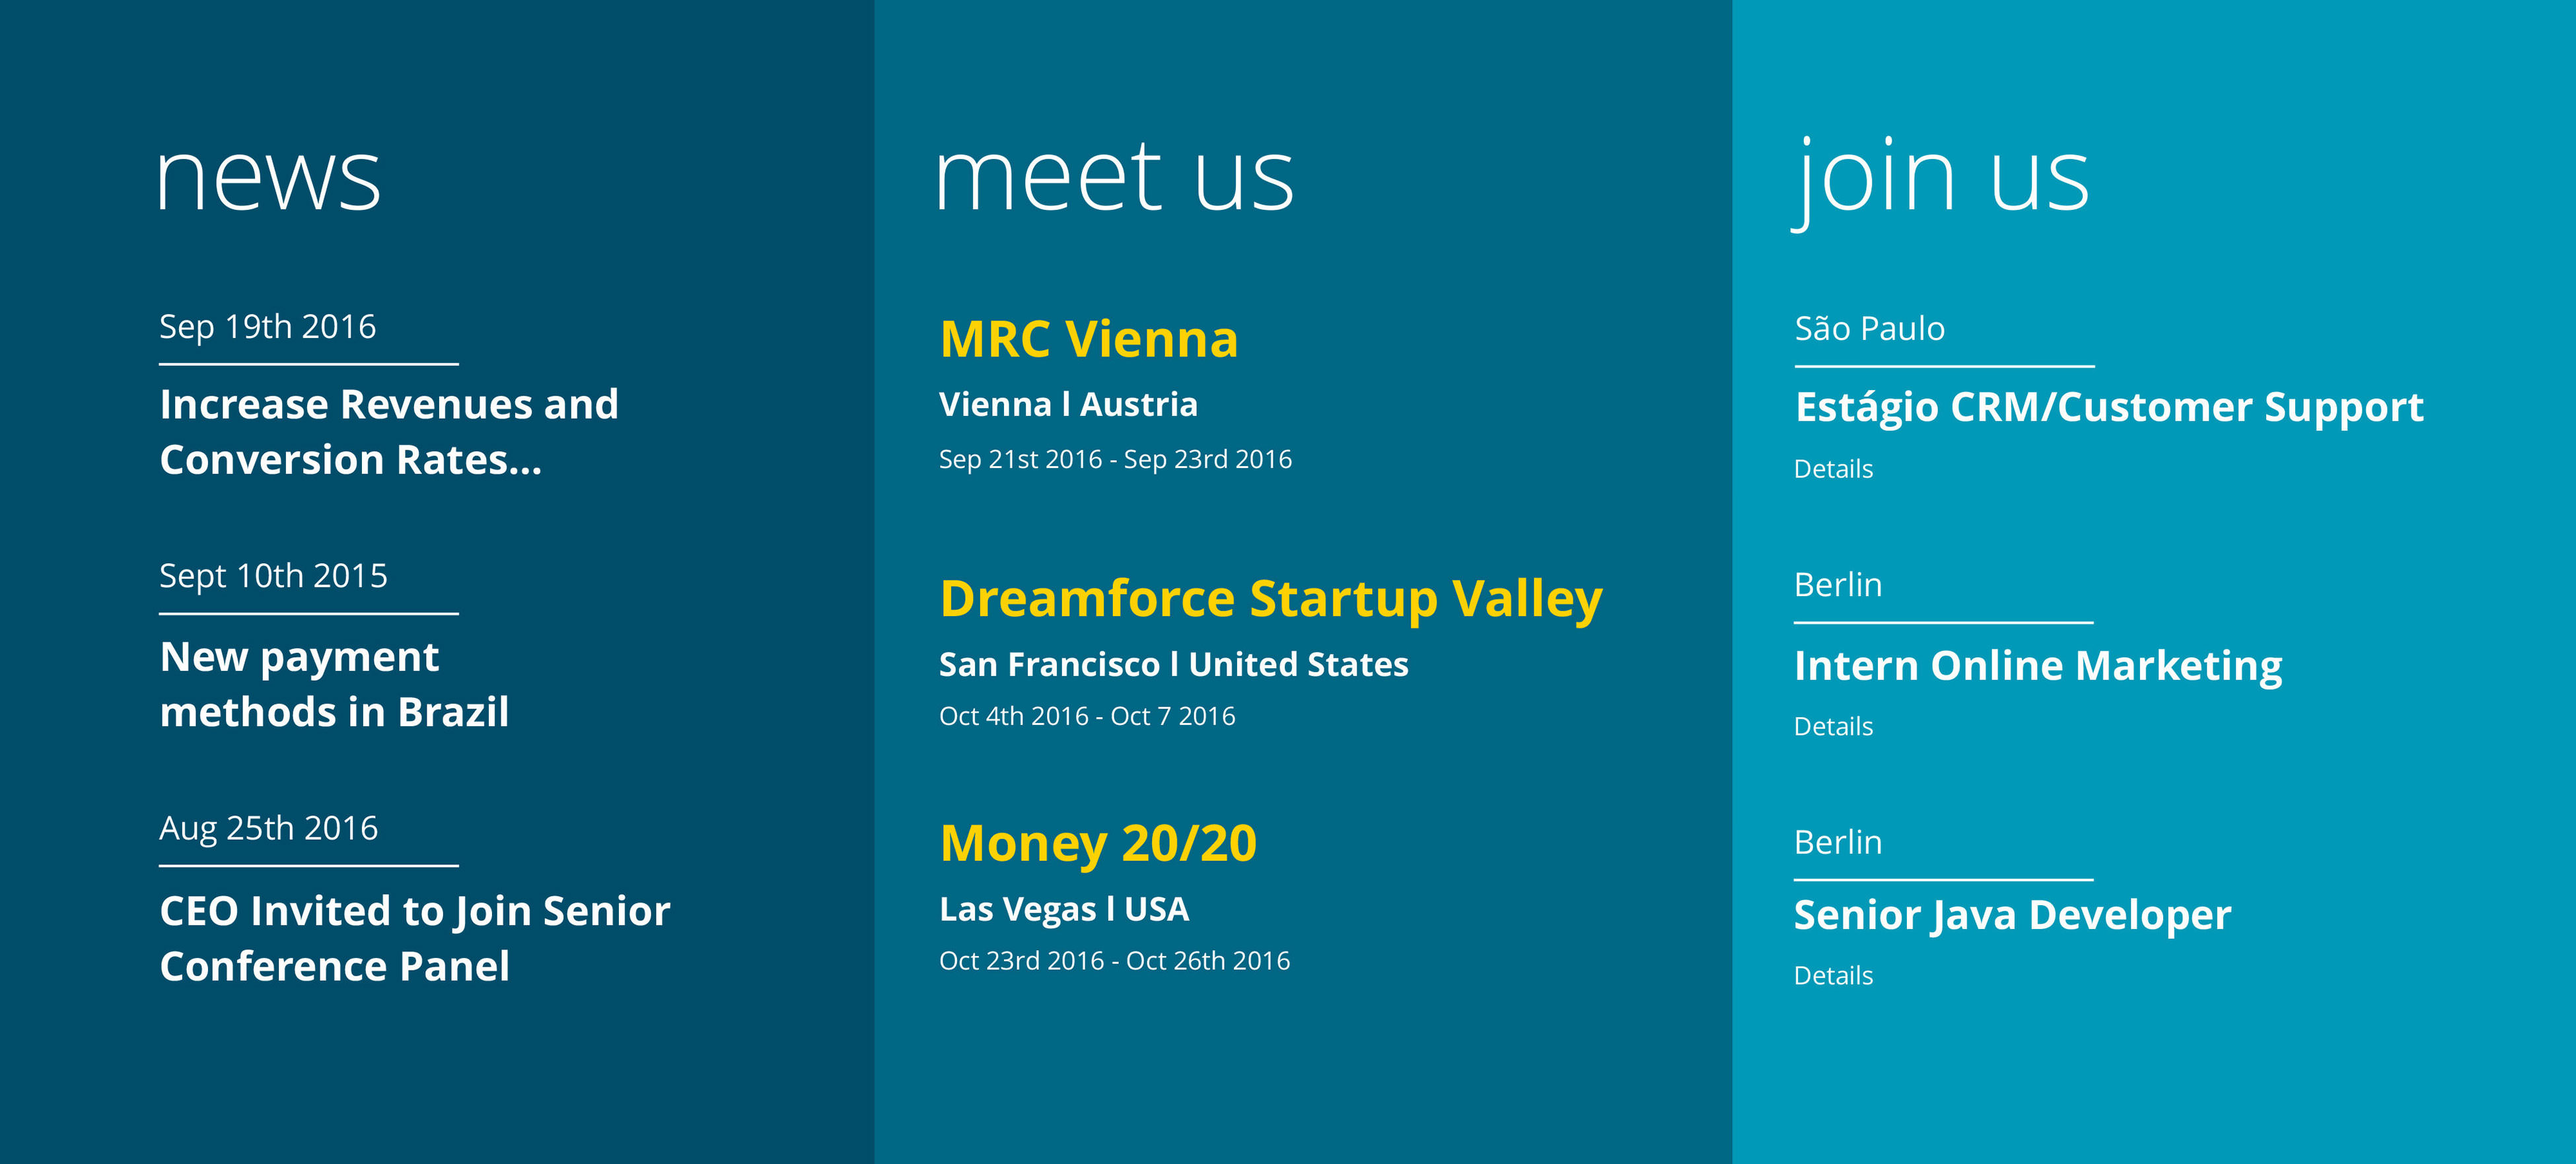 news
Sep 19th 2016
Increase Revenues and
Conversion Rates...
Sept 10th 2015
New payment
methods in Brazil
Aug 25th 2016
CEO Invited to Join Senior
Conference Panel
meet us
MRC Vienna
Vienna l Austria
Sep 21st 2016 - Sep 23rd 2016
Dreamforce Startup Valley
San Francisco l United States
Oct 4th 2016 - Oct 7 2016
Money 20/20
Las Vegas l USA
Oct 23rd 2016 - Oct 26th 2016
join us
São Paulo
Estágio CRM/Customer Support
Details
Berlin
Intern Online Marketing
Details
Berlin
Senior Java Developer
Details